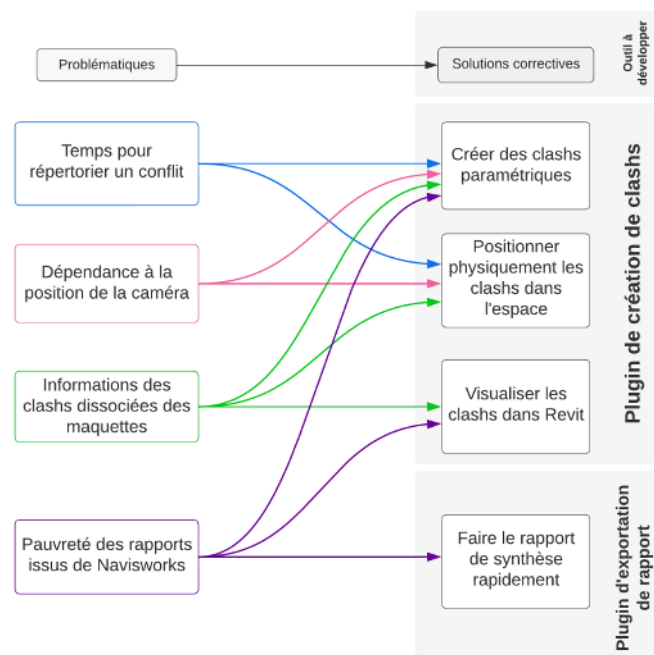 Problématiques
Solutions correctives
Outil à
développer
Temps pour
répertorier un conflit
Dépendance à la
position de la caméra
Informations des
clashs dissociées des
maquettes
Pauvreté des rapports
issus de Navisworks
Créer des clashs
paramétriques
Positionner
physiquement les
clashs dans
l'espace
Visualiser les
clashs dans Revit
Plugin de création de clashs
Faire le rapport
de synthèse
rapidement
Plugin d'exportation
de rapport